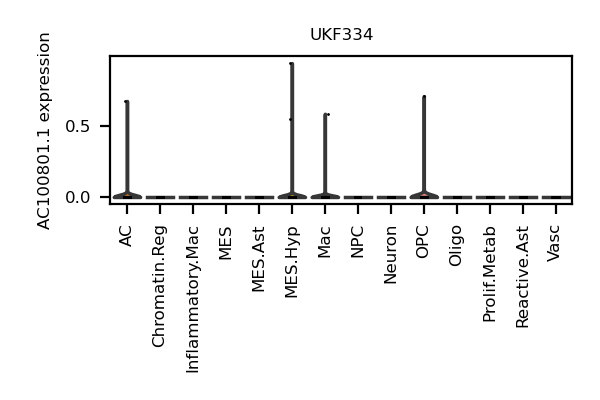 UKF334
AC100801.1 expression
0.5
0.0
AC
Chromatin.Reg
Inflammatory.Mac
MES
MES.Ast
MES.Hyp
Mac
NPC
Neuron
OPC
Oligo
Prolif.Metab
Reactive.Ast
Vasc